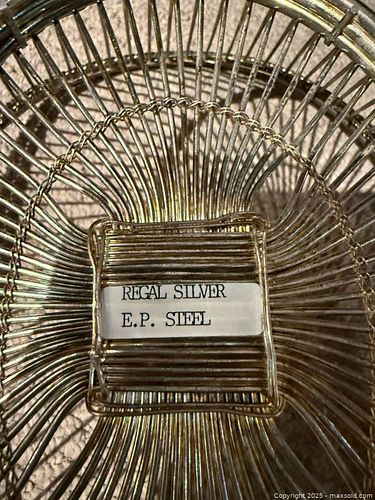 REGAL SILVER
E.P. STEEL
Copyright 2025 - maxsold.com